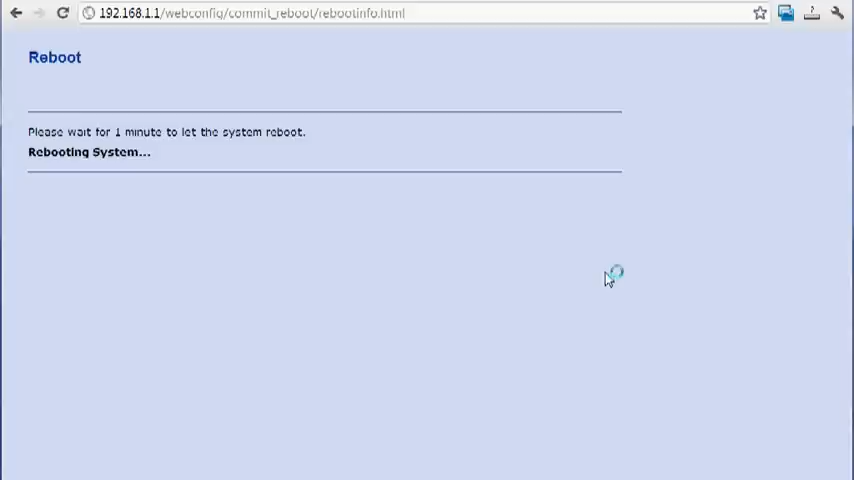 192.168.1.1/webconfig/commit_reboot/rebootinfo.html
Reboot
Please wait for 1 minute to let the system reboot.
Rebooting System...